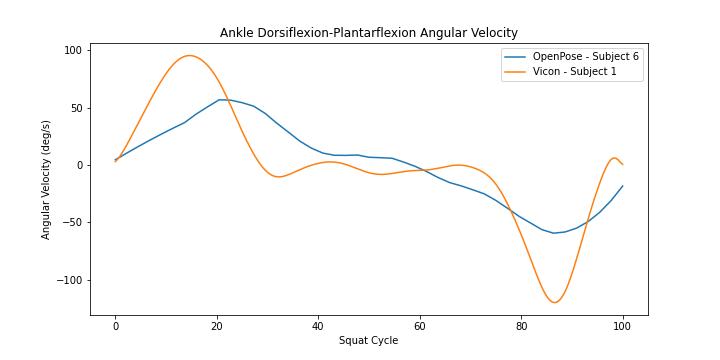 Ankle Dorsiflexion-Plantarflexion Angular Velocity
OpenPose - Subject 6
Vicon - Subject 1
Angular Velocity (deg/s)
100
50
0
−50
−100
0 20 40 60 80 100
Squat Cycle